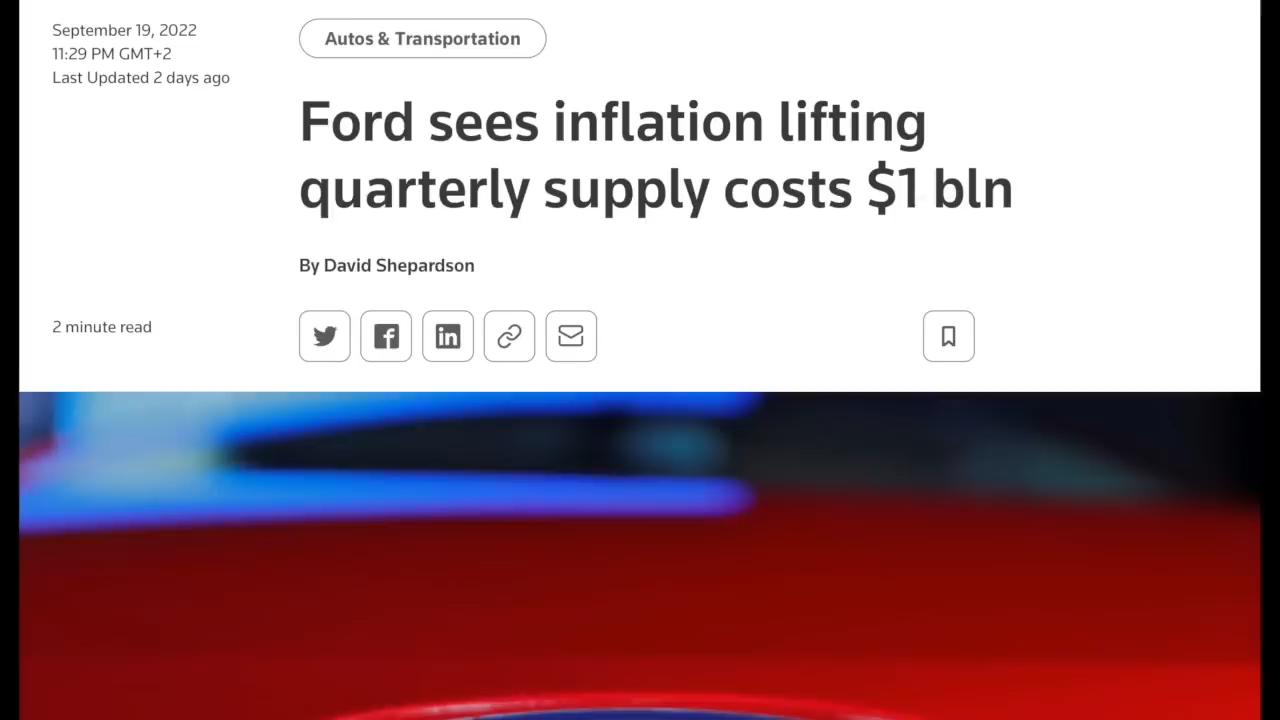 September 19, 2022
11:29 PM GMT+2
Last Updated 2 days ago
Autos & Transportation
Ford sees inflation lifting
quarterly supply costs $1 bln
By David Shepardson
2 minute read
in